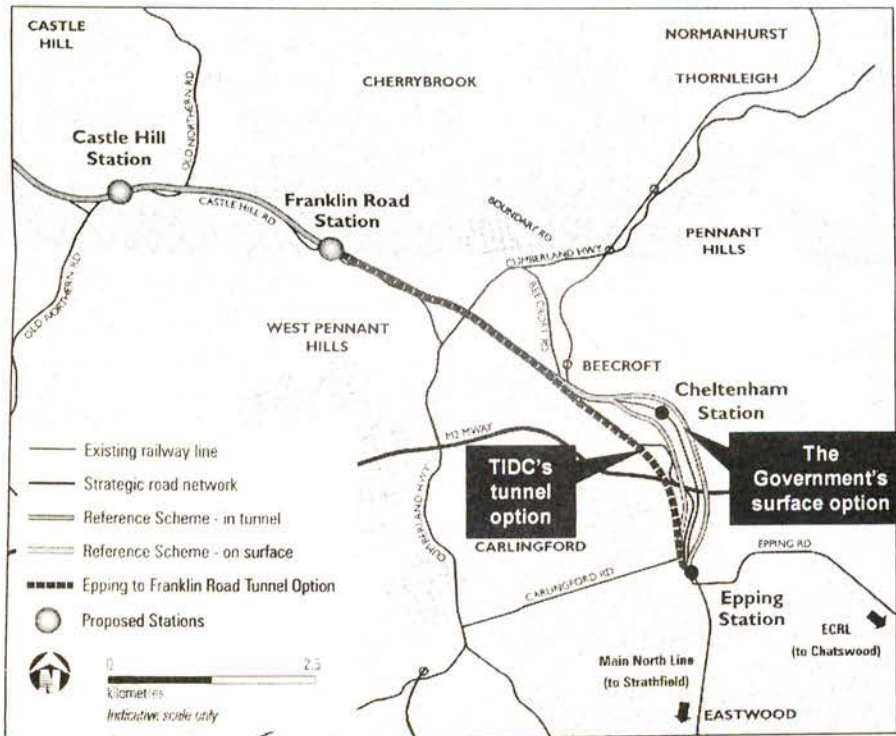 CASTLE
HILL
NORMANHURST
CHERRYBROOK
THORNLEIGH
OLD NORTHERN RD
Castle Hill
Station
CASTLE HILL RD
Franklin Road
Station
BOUNDARY RD
CUMBERLAND HWY
PENNANT
HILLS
BEECROFT RD
OLD NORTHERN RD
WEST PENNANT
HILLS
BEECROFT
Cheltenham
Station
M2 MWAY
TIDC's
tunnel
option
The
Government's
surface option
CUMBERLAND HWY
CARLINGFORD
EPPING RD
CARLINGFORD RD
Epping
Station
ECRL
(to Chatswood)
Main North Line
(to Strathfield)
EASTWOOD
Existing railway line
Strategic road network
Reference Scheme - in tunnel
Reference Scheme - on surface
Epping to Franklin Road Tunnel Option
Proposed Stations
N
0 2.5
kilometres
Indicative scale only